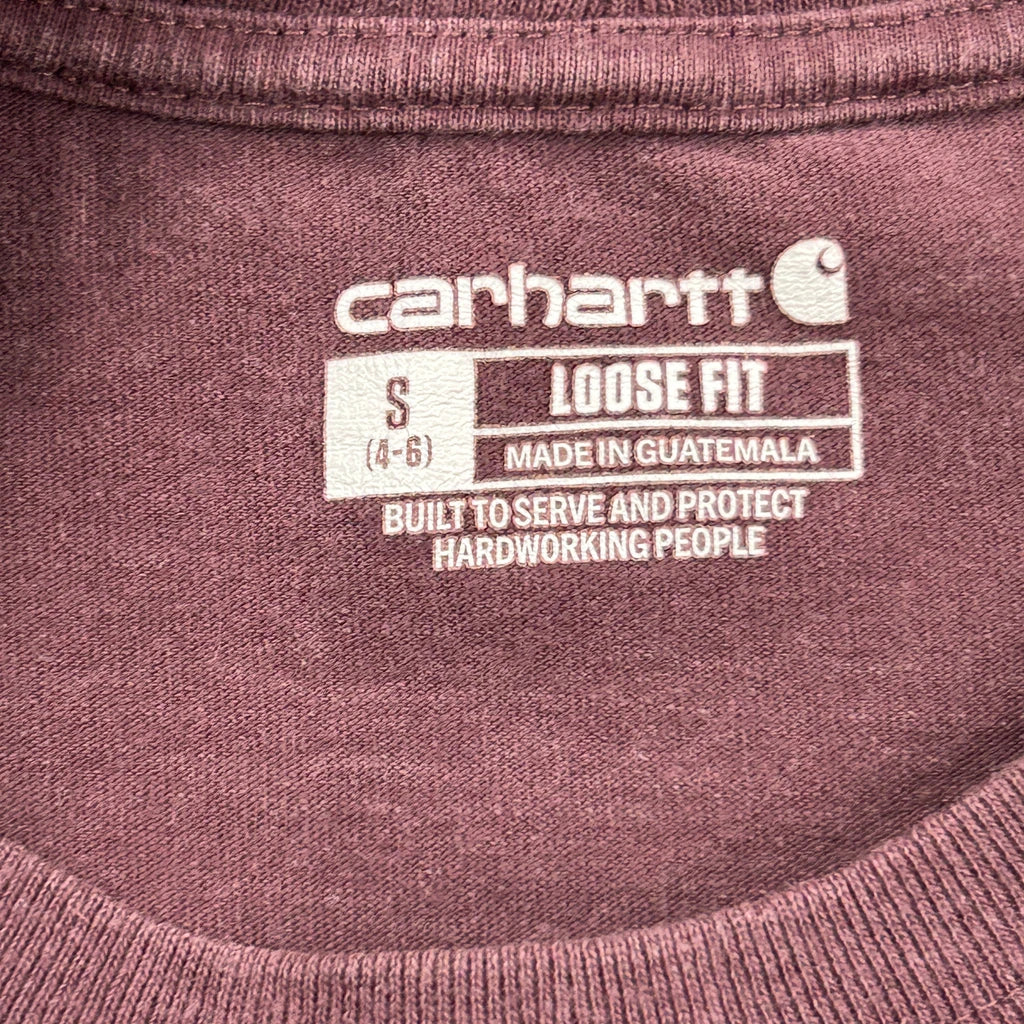 carhartt
S
(4-6)
LOOSE FIT
MADE IN GUATEMALA
BUILT TO SERVE AND PROTECT
HARDWORKING PEOPLE